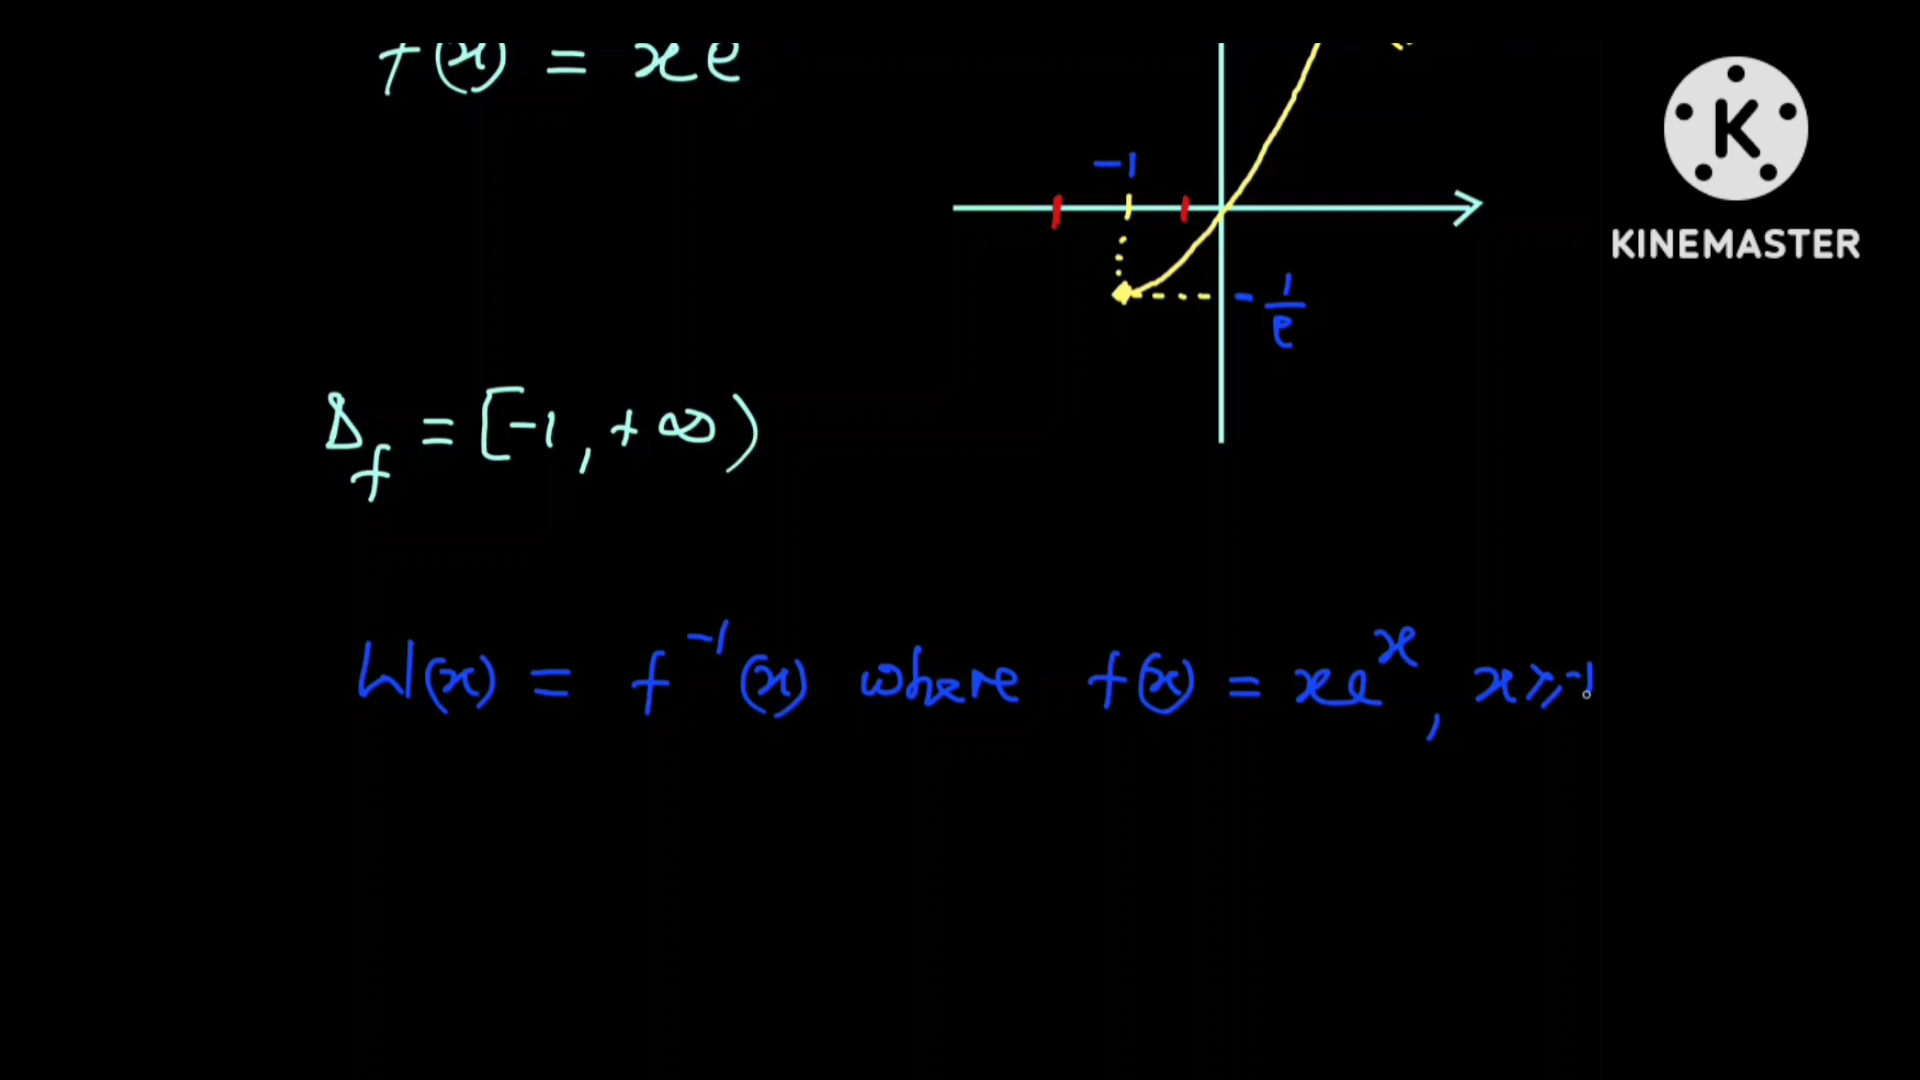 f(x) = xe
-1
K
KINEMASTER
-1/e
D_f = [-1, +∞)
W(x) = f^-1(x) where f(x) = xe^x, x ⩾ -1